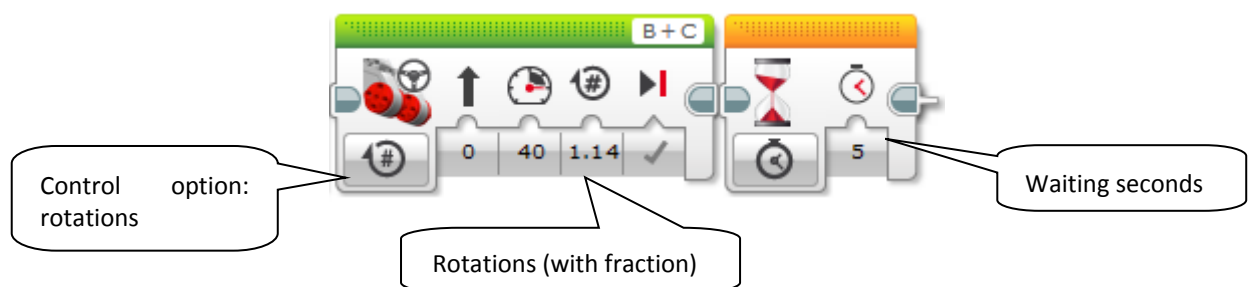 B+C
#
#
0 40 1.14
5
Control option:
rotations
Rotations (with fraction)
Waiting seconds